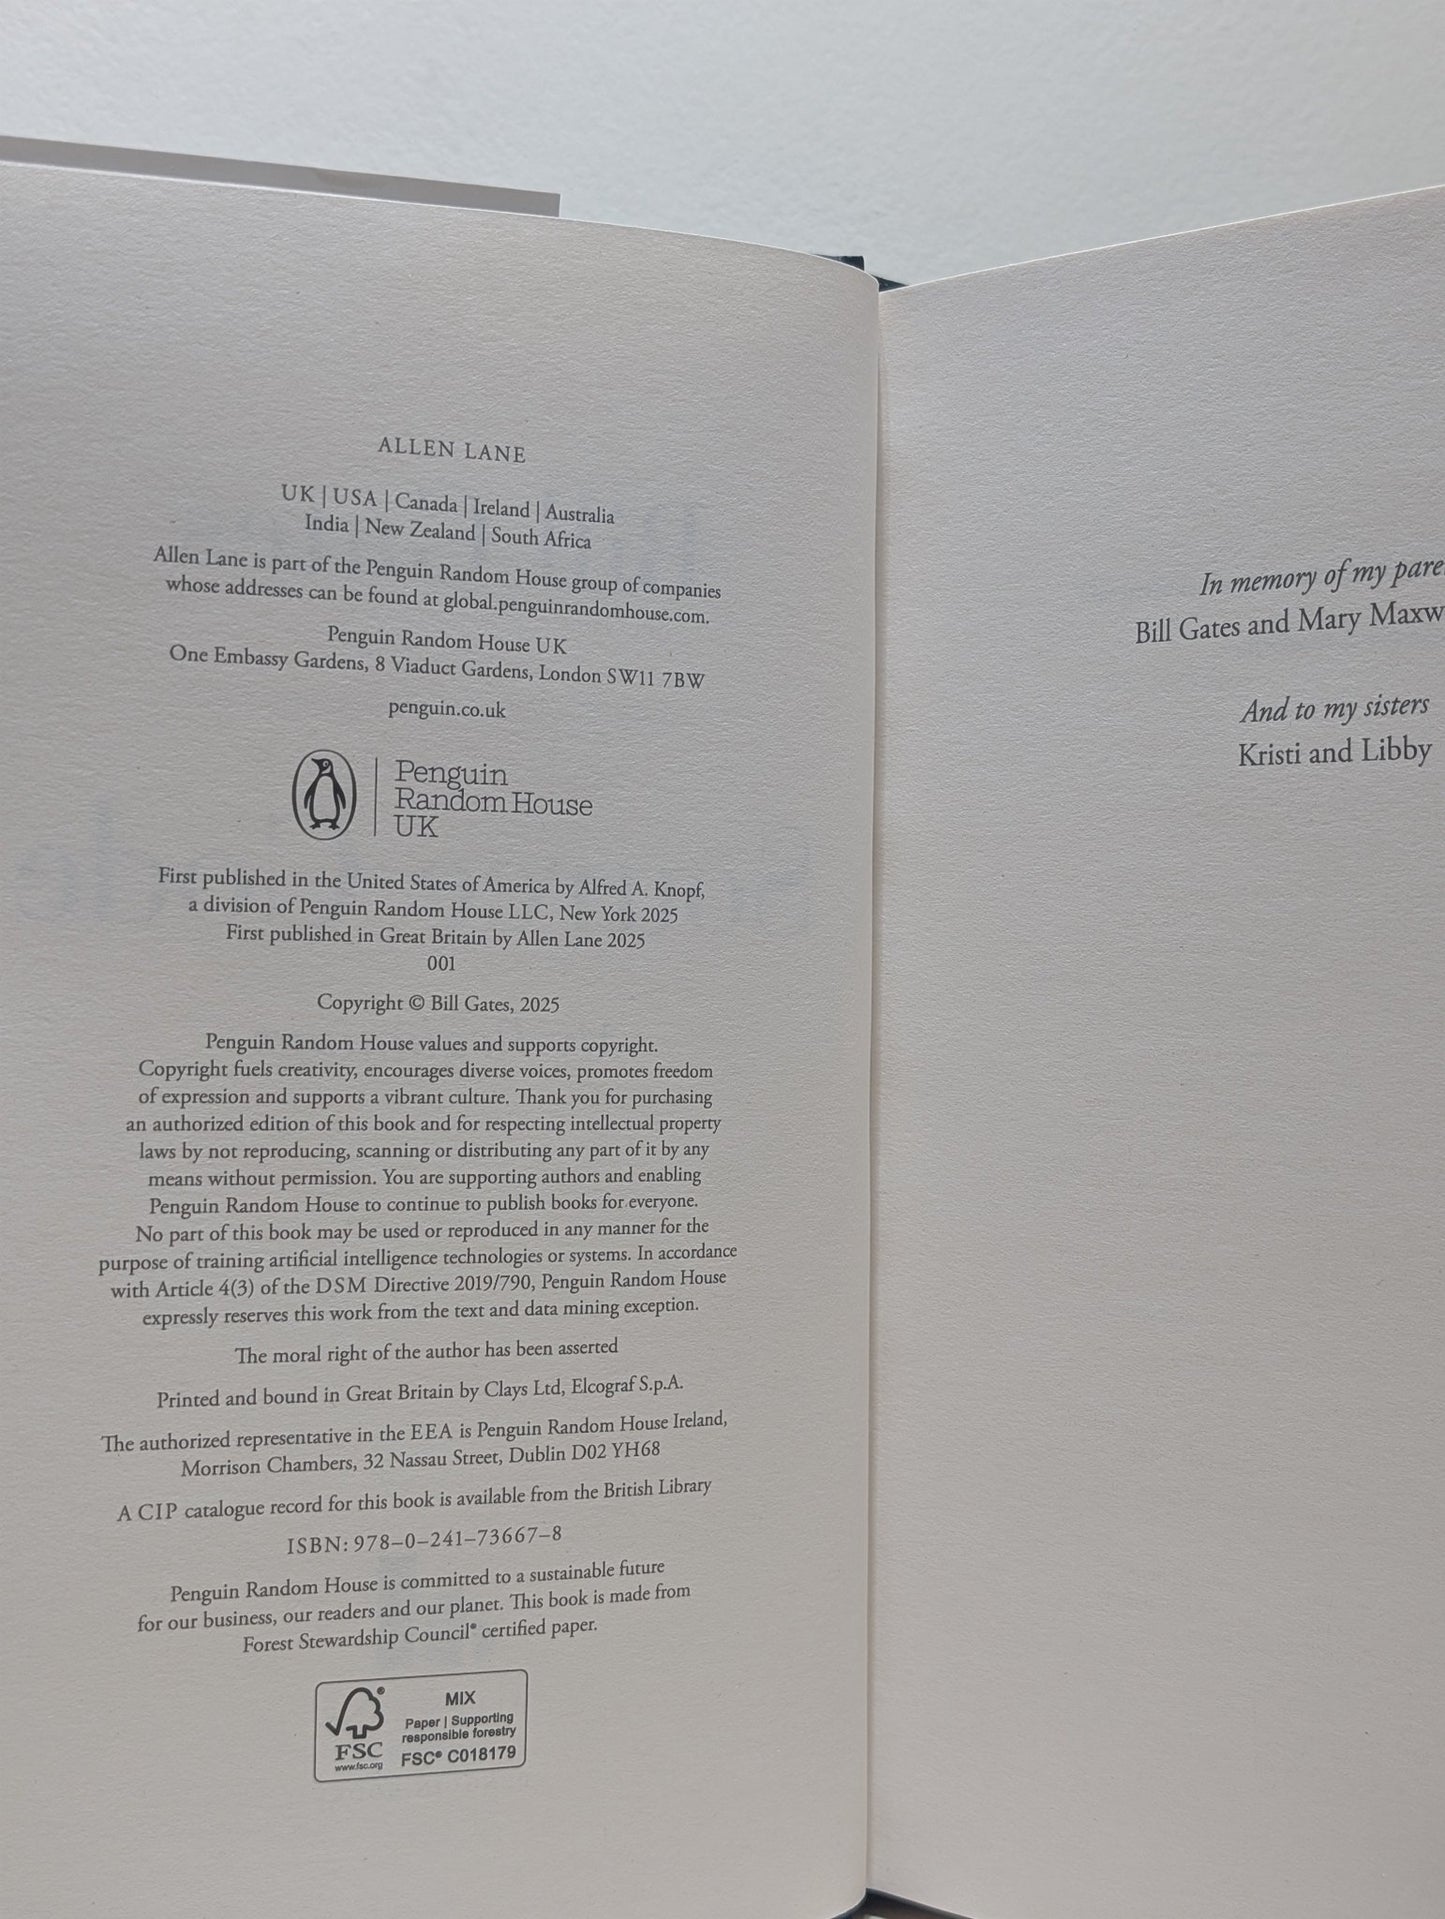 ALLEN LANE
UK | USA | Canada | Ireland | Australia
India | New Zealand | South Africa
Allen Lane is part of the Penguin Random House group of companies
whose addresses can be found at global.penguinrandomhouse.com.
Penguin Random House UK
One Embassy Gardens, 8 Viaduct Gardens, London SW11 7BW
penguin.co.uk
Penguin
Random House
UK
First published in the United States of America by Alfred A. Knopf,
a division of Penguin Random House LLC, New York 2025
First published in Great Britain by Allen Lane 2025
001
Copyright © Bill Gates, 2025
Penguin Random House values and supports copyright.
Copyright fuels creativity, encourages diverse voices, promotes freedom
of expression and supports a vibrant culture. Thank you for purchasing
an authorized edition of this book and for respecting intellectual property
laws by not reproducing, scanning or distributing any part of it by any
means without permission. You are supporting authors and enabling
Penguin Random House to continue to publish books for everyone.
No part of this book may be used or reproduced in any manner for the
purpose of training artificial intelligence technologies or systems. In accordance
with Article 4(3) of the DSM Directive 2019/790, Penguin Random House
expressly reserves this work from the text and data mining exception.
The moral right of the author has been asserted
Printed and bound in Great Britain by Clays Ltd, Elcograf S.p.A.
The authorized representative in the EEA is Penguin Random House Ireland,
Morrison Chambers, 32 Nassau Street, Dublin D02 YH68
A CIP catalogue record for this book is available from the British Library
ISBN: 978–0–241–73667–8
Penguin Random House is committed to a sustainable future
for our business, our readers and our planet. This book is made from
Forest Stewardship Council® certified paper.
®
FSC
www.fsc.org
MIX
Paper | Supporting
responsible forestry
FSC® C018179
In memory of my pare
Bill Gates and Mary Maxw
And to my sisters
Kristi and Libby